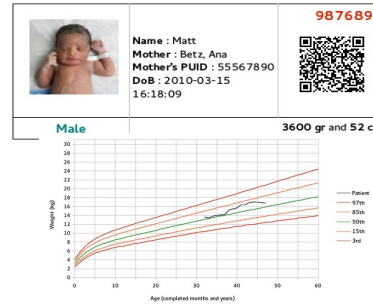 987689
Name : Matt
Mother : Betz, Ana
Mother's PUID : 55567890
DoB : 2010-03-15
16:18:09
Male
3600 gr and 52 c
30
28
26
24
22
20
18
16
14
12
10
8
6
4
2
0
Weight (kg)
0
10
20
30
40
50
60
Age (completed months and years)
Patient
97th
85th
50th
15th
3rd